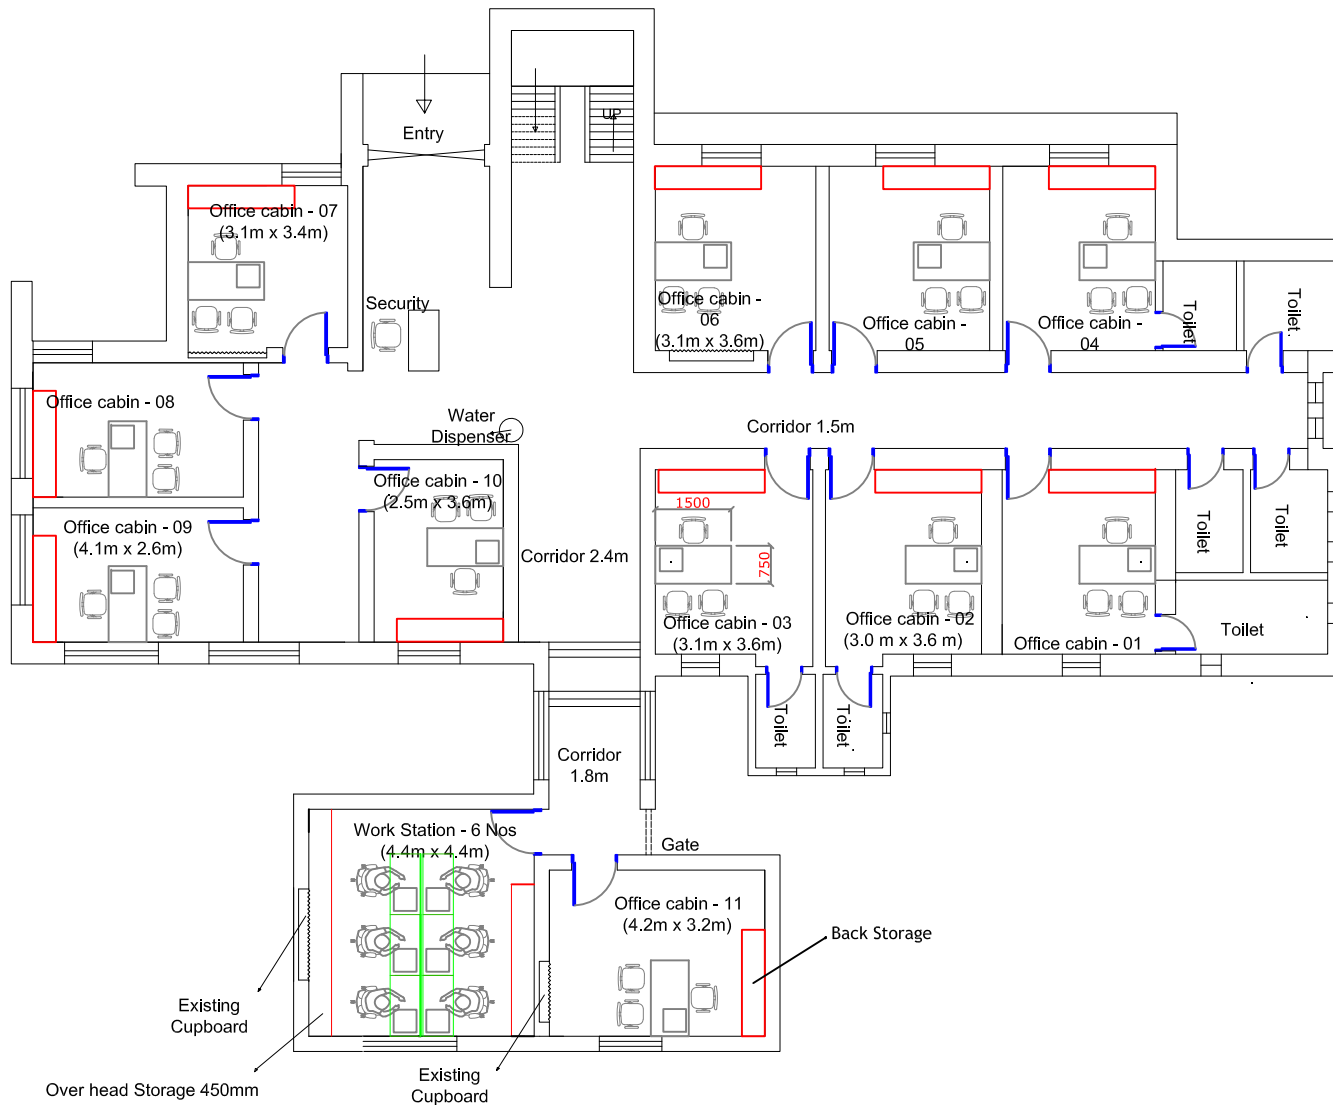 UP
Entry
Office cabin - 07
(3.1m x 3.4m)
Security
Office cabin -
06
(3.1m x 3.6m)
Office cabin -
05
Office cabin -
04
Toilet
Toilet.
Office cabin - 08
Water
Dispenser
Corridor 1.5m
Office cabin - 10
(2.5m x 3.6m)
Office cabin - 09
(4.1m x 2.6m)
Corridor 2.4m
1500
750
Office cabin - 03
(3.1m x 3.6m)
Office cabin - 02
(3.0 m x 3.6 m)
Office cabin - 01
Toilet
Toilet
Toilet
Toilet
Toilet
Corridor
1.8m
Work Station - 6 Nos
(4.4m x 4.4m)
Gate
Office cabin - 11
(4.2m x 3.2m)
Back Storage
Existing
Cupboard
Existing
Cupboard
Over head Storage 450mm